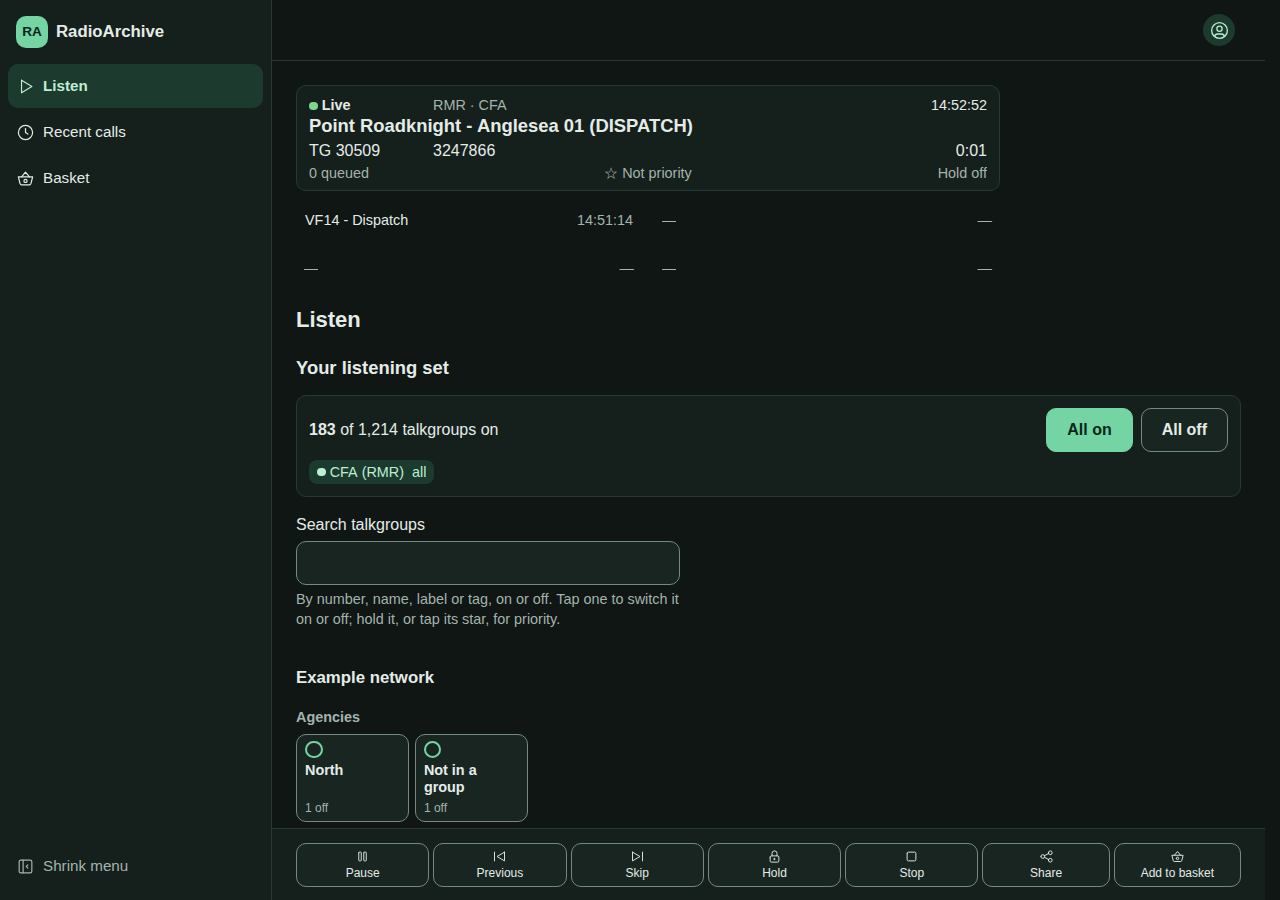 RA RadioArchive
Listen
Recent calls
Basket
Shrink menu
Live RMR · CFA 14:52:52
Point Roadknight - Anglesea 01 (DISPATCH)
TG 30509 3247866 0:01
0 queued ☆ Not priority Hold off
VF14 - Dispatch 14:51:14 — —
— — — —
Listen
Your listening set
183 of 1,214 talkgroups on All on All off
CFA (RMR) all
Search talkgroups
By number, name, label or tag, on or off. Tap one to switch it
on or off; hold it, or tap its star, for priority.
Example network
Agencies
North
1 off
Not in a
group
1 off
Pause Previous Skip Hold Stop Share Add to basket